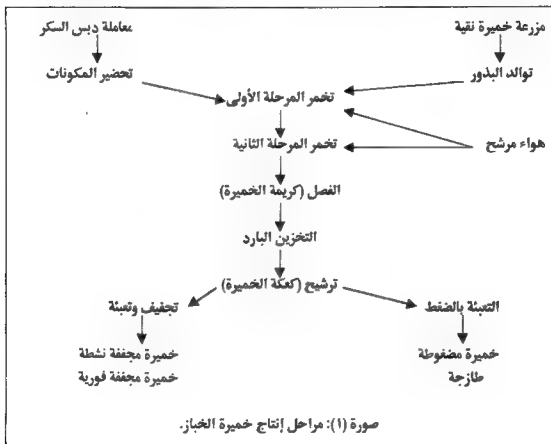 مزرعة خميرة نقية
معاملة دبس السكر
توالد البذور
تحضير المكونات
تخمر المرحلة الأولى
هواء مرشح
تخمر المرحلة الثانية
الفصل (كريمة الخميرة)
التخزين البارد
ترشيح (كعكة الخميرة)
التعبئة بالضغط
تجفيف وتعبئة
خميرة مضغوطة
طازجة
خميرة مجففة نشطة
خميرة مجففة فورية
صورة (١): مراحل إنتاج خميرة الخباز.